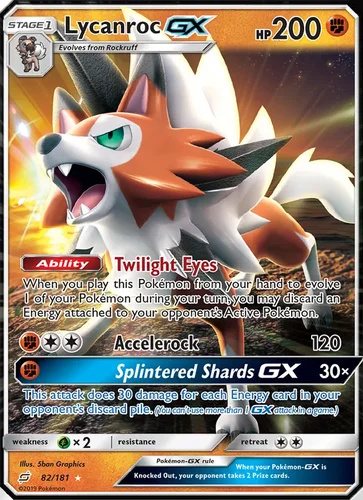 STAGE 1 Lycanroc GX HP 200
Evolves from Rockruff
Ability Twilight Eyes
When you play this Pokémon from your hand to evolve
1 of your Pokémon during your turn, you may discard an
Energy attached to your opponent's Active Pokémon.
Accelerock 120
Splintered Shards GX 30×
This attack does 30 damage for each Energy card in your
opponent's discard pile. (You can't use more than 1 GX attack in a game.)
weakness ×2 resistance retreat
Illus. 5ban Graphics
Pokémon-GX rule
82/181
When your Pokémon-GX is
Knocked Out, your opponent takes 2 Prize cards.
©2019 Pokémon